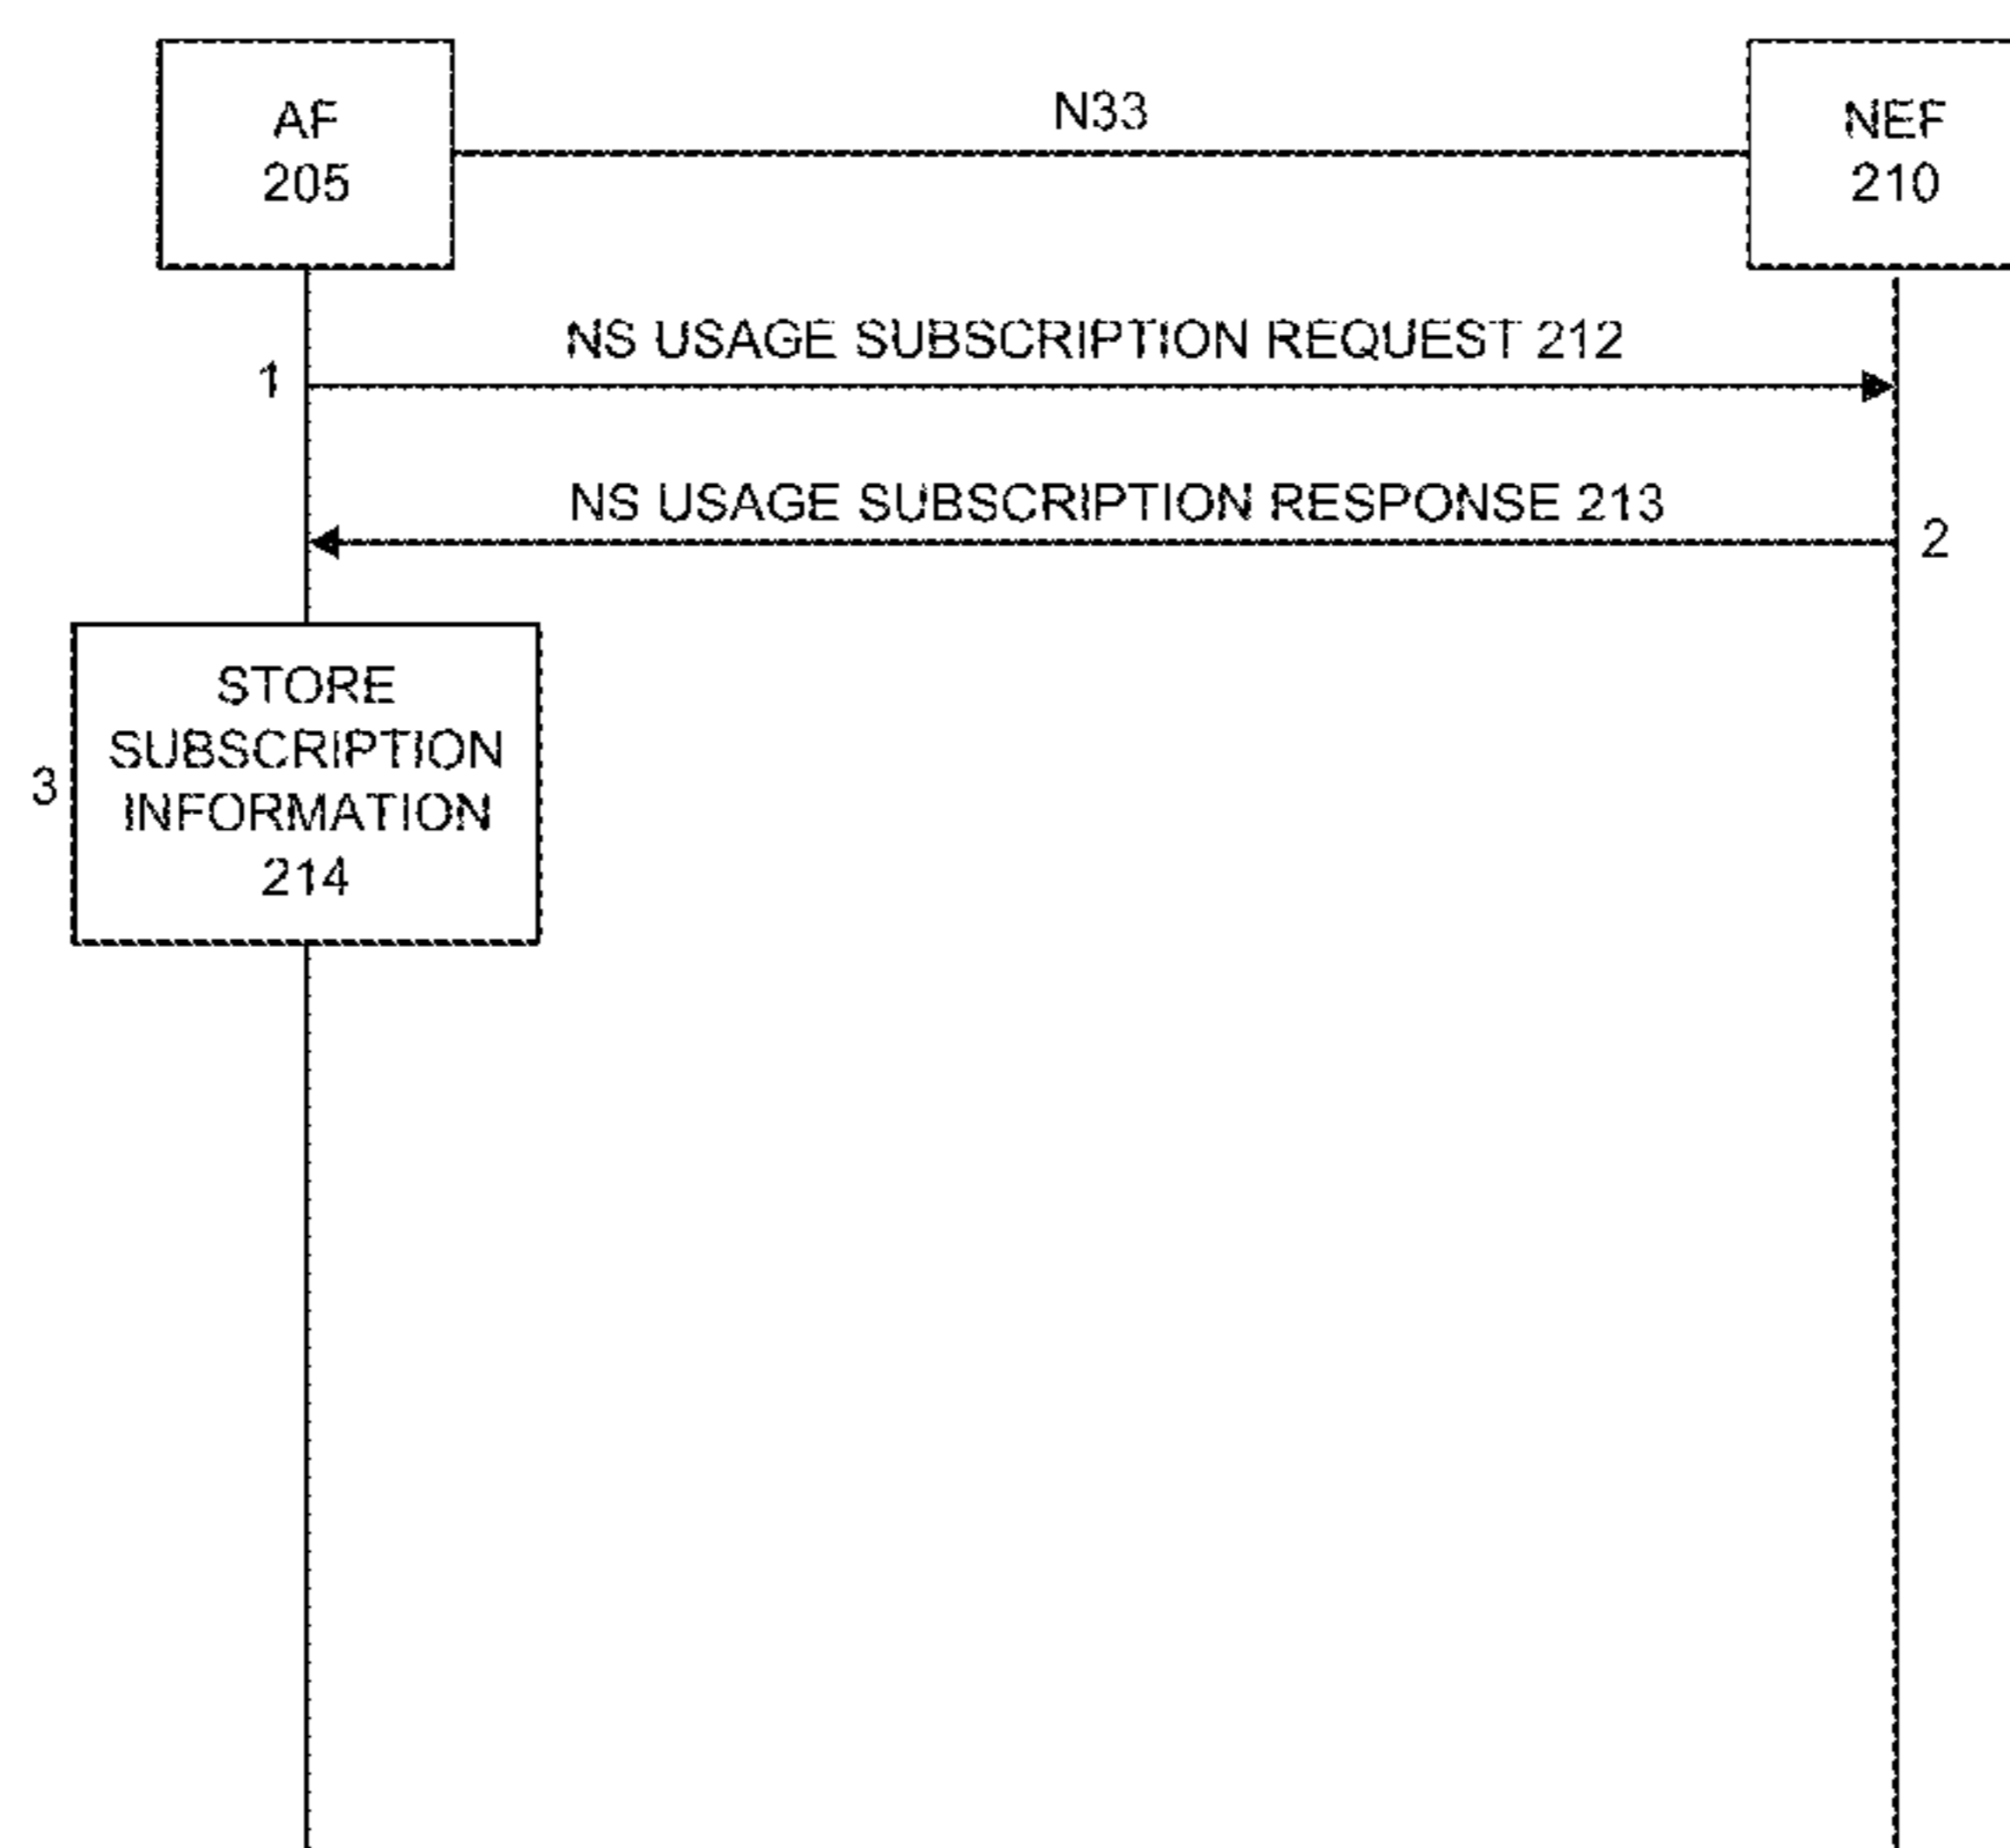 AF
205
N33
NEF
210
NS USAGE SUBSCRIPTION REQUEST 212
1
NS USAGE SUBSCRIPTION RESPONSE 213
2
STORE
SUBSCRIPTION
INFORMATION
214
3